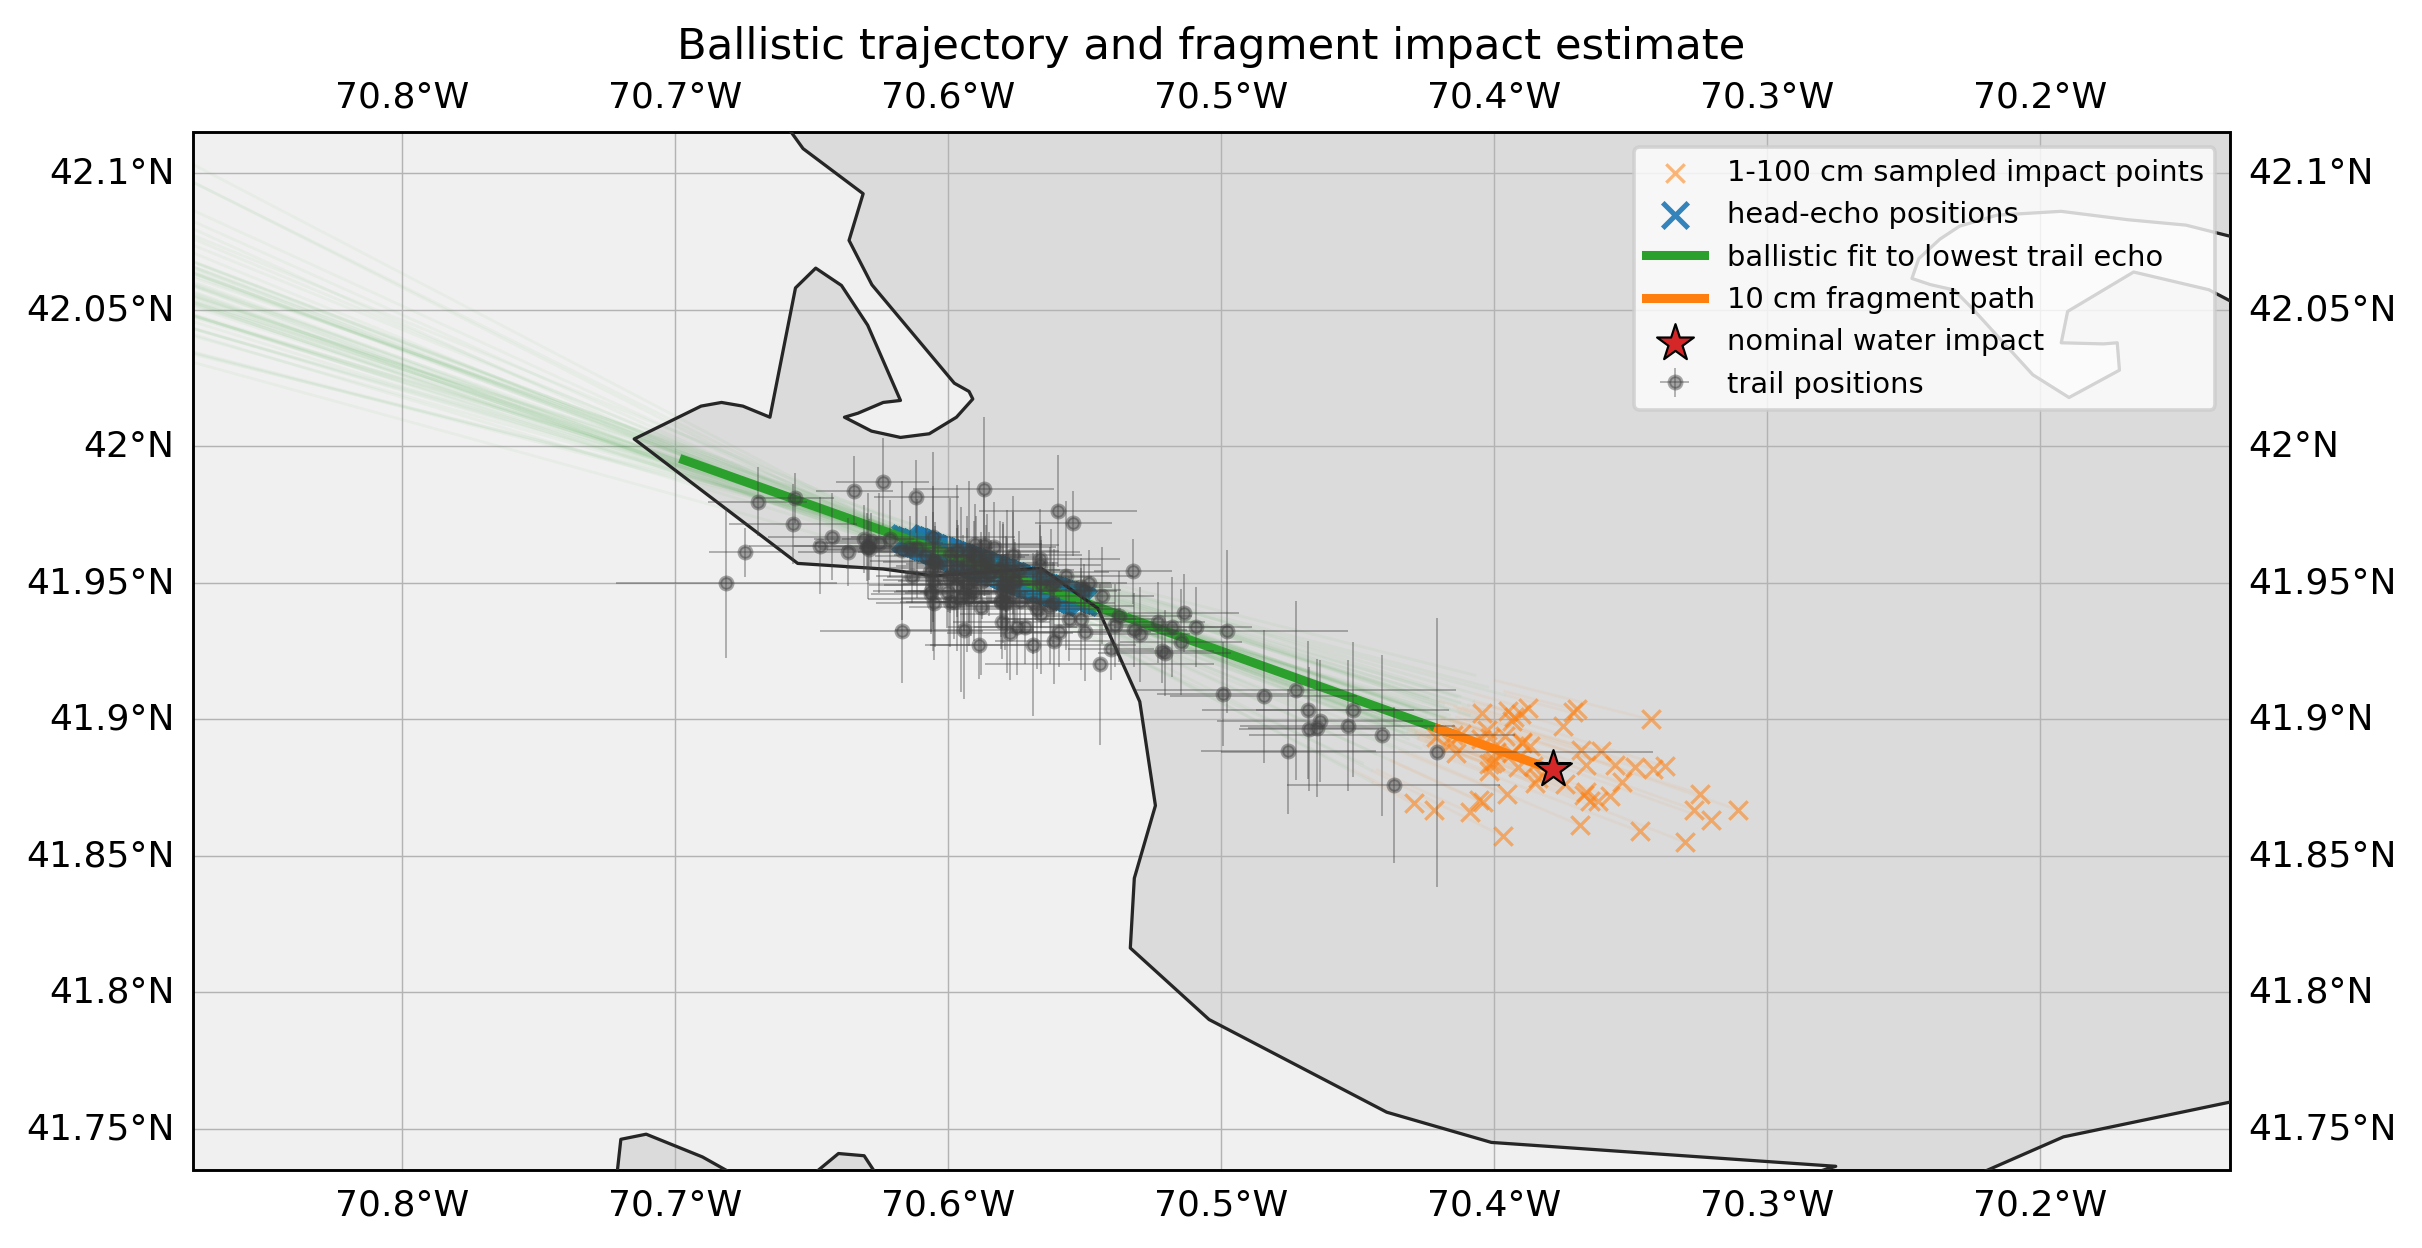 Ballistic trajectory and fragment impact estimate
70.8°W 70.7°W 70.6°W 70.5°W 70.4°W 70.3°W 70.2°W
42.1°N 42.1°N
42.05°N 42.05°N
42°N 42°N
41.95°N 41.95°N
41.9°N 41.9°N
41.85°N 41.85°N
41.8°N 41.8°N
41.75°N 41.75°N
1-100 cm sampled impact points
head-echo positions
ballistic fit to lowest trail echo
10 cm fragment path
nominal water impact
trail positions
70.8°W 70.7°W 70.6°W 70.5°W 70.4°W 70.3°W 70.2°W